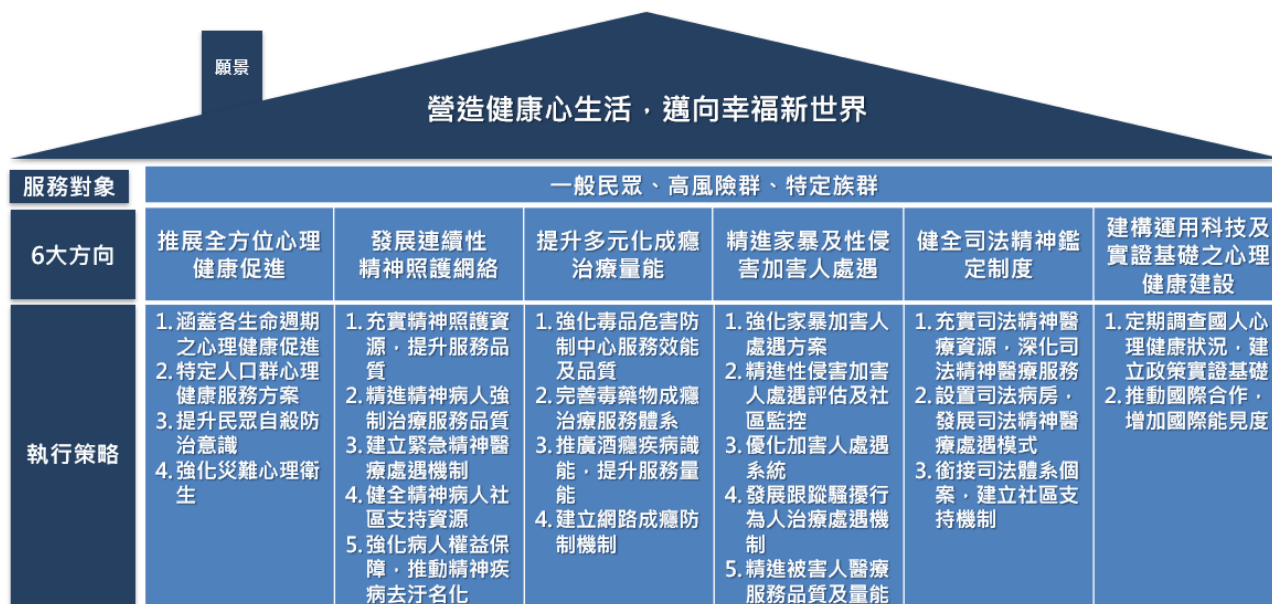 願景
營造健康心生活，邁向幸福新世界
服務對象
一般民眾、高風險群、特定族群
6大方向
推展全方位心理
健康促進
發展連續性
精神照護網絡
提升多元化成癮
治療量能
精進家暴及性侵
害加害人處遇
健全司法精神鑑
定制度
建構運用科技及
實證基礎之心理
健康建設
執行策略
1.涵蓋各生命週期
之心理健康促進
2.特定人口群心理
健康服務方案
3.提升民眾自殺防
治意識
4.強化災難心理衛
生
1.充實精神照護資
源，提升服務品
質
2.精進精神病人強
制治療服務品質
3.建立緊急精神醫
療處遇機制
4.健全精神病人社
區支持資源
5.強化病人權益保
障，推動精神疾
病去汙名化
1.強化毒品危害防
制中心服務效能
及品質
2.完善毒藥物成癮
治療服務體系
3.推廣酒癮疾病識
能，提升服務量
能
4.建立網路成癮防
制機制
1.強化家暴加害人
處遇方案
2.精進性侵害加害
人處遇評估及社
區監控
3.優化加害人處遇
系統
4.發展跟蹤騷擾行
為人治療處遇機
制
5.精進被害人醫療
服務品質及量能
1.充實司法精神醫
療資源，深化司
法精神醫療服務
2.設置司法病房，
發展司法精神醫
療處遇模式
3.銜接司法體系個
案，建立社區支
持機制
1.定期調查國人心
理健康狀況，建
立政策實證基礎
2.推動國際合作，
增加國際能見度